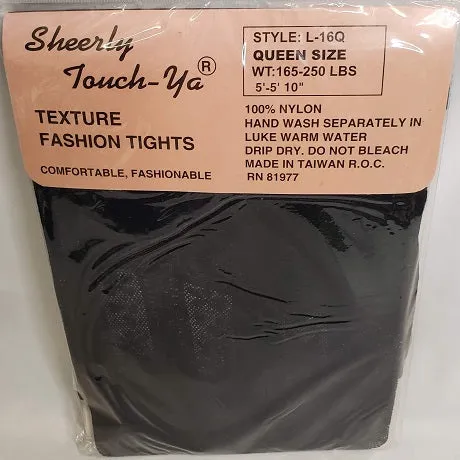 Sheerly
Touch-Ya®
TEXTURE
FASHION TIGHTS
COMFORTABLE, FASHIONABLE
STYLE: L-16Q
QUEEN SIZE
WT:165-250 LBS
5'-5' 10"
100% NYLON
HAND WASH SEPARATELY IN
LUKE WARM WATER
DRIP DRY. DO NOT BLEACH
MADE IN TAIWAN R.O.C.
RN 81977